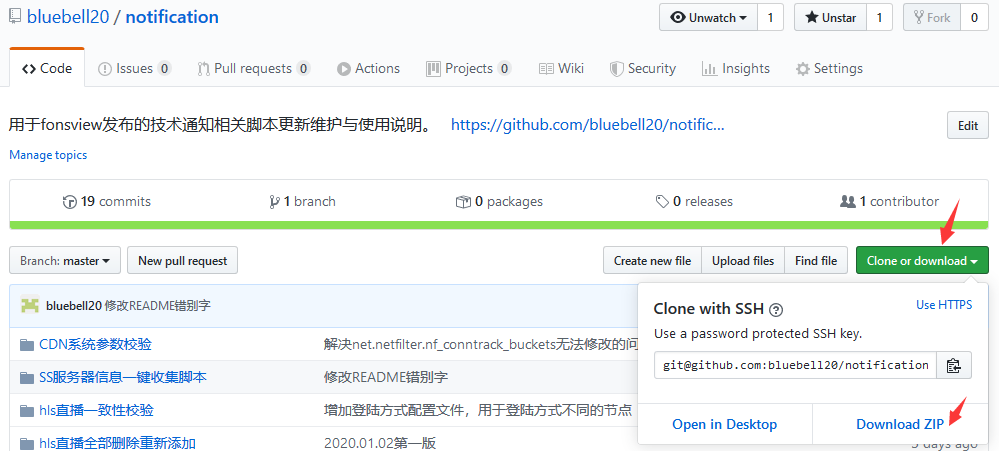 bluebell20 / notification
Unwatch 1 Unstar 1 Fork 0
Code Issues 0 Pull requests 0 Actions Projects 0 Wiki Security Insights Settings
用于fonsview发布的技术通知相关脚本更新维护与使用说明。 https://github.com/bluebell20/notific... Edit
Manage topics
19 commits 1 branch 0 packages 0 releases 1 contributor
Branch: master New pull request Create new file Upload files Find file Clone or download
bluebell20 修改README错别字
Clone with SSH Use HTTPS
Use a password protected SSH key.
git@github.com:bluebell20/notification
Open in Desktop Download ZIP
CDN系统参数校验 解决net.netfilter.nf_conntrack_buckets无法修改的问
SS服务器信息一键收集脚本 修改README错别字
hls直播一致性校验 增加登陆方式配置文件，用于登陆方式不同的节点
hls直播全部删除重新添加 2020.01.02第一版 5 days ago